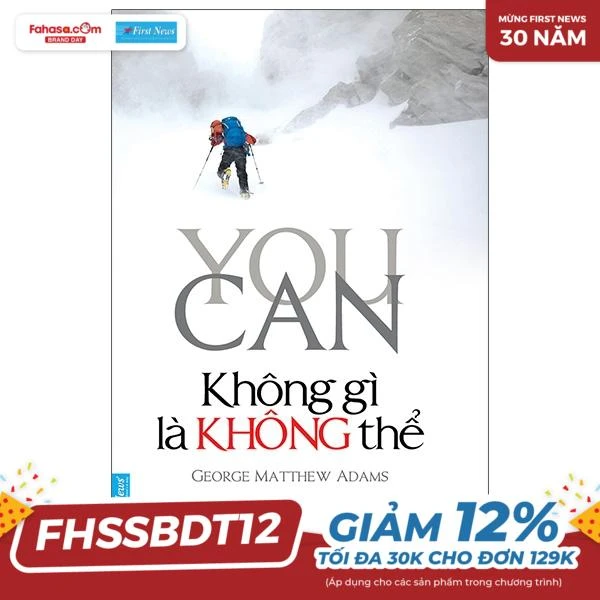 Fahasa.com
BRAND DAY
First News
MỪNG FIRST NEWS
30 NĂM
YOU
CAN
Không gì
là KHÔNG thể
GEORGE MATTHEW ADAMS
News
FHSSBDT12
GIẢM 12%
TỐI ĐA 30K CHO ĐƠN 129K
(Áp dụng cho các sản phẩm trong chương trình)